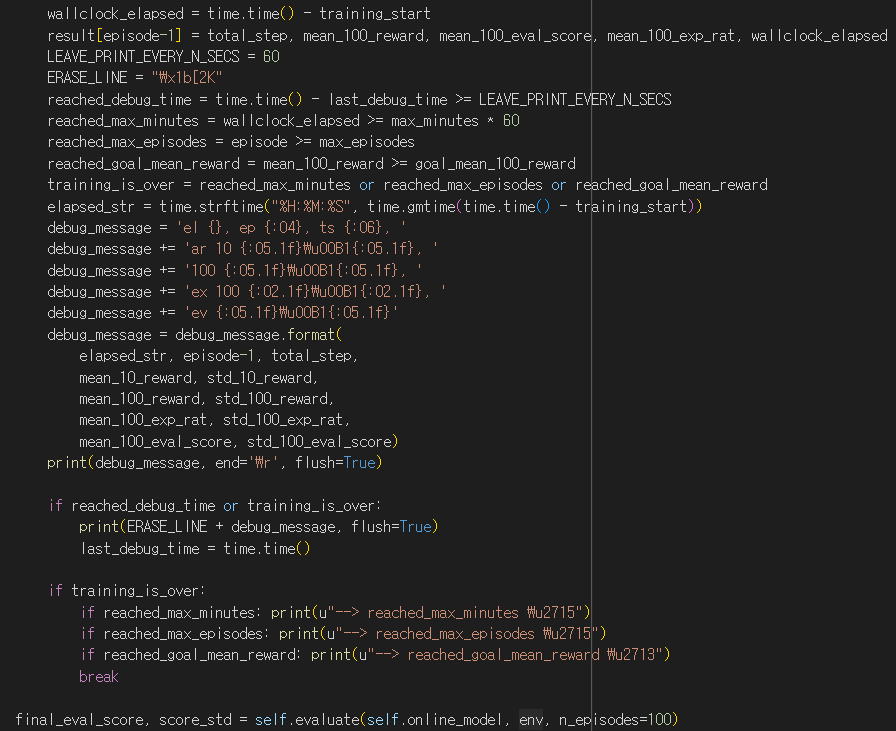 wallclock_elapsed = time.time() - training_start
result[episode-1] = total_step, mean_100_reward, mean_100_eval_score, mean_100_exp_rat, wallclock_elapsed
LEAVE_PRINT_EVERY_N_SECS = 60
ERASE_LINE = "₩x1b[2K"
reached_debug_time = time.time() - last_debug_time >= LEAVE_PRINT_EVERY_N_SECS
reached_max_minutes = wallclock_elapsed >= max_minutes * 60
reached_max_episodes = episode >= max_episodes
reached_goal_mean_reward = mean_100_reward >= goal_mean_100_reward
training_is_over = reached_max_minutes or reached_max_episodes or reached_goal_mean_reward
elapsed_str = time.strftime("%H:%M:%S", time.gmtime(time.time() - training_start))
debug_message = 'el {}, ep {:04}, ts {:06}, '
debug_message += 'ar 10 {:05.1f}₩u00B1{:05.1f}, '
debug_message += '100 {:05.1f}₩u00B1{:05.1f}, '
debug_message += 'ex 100 {:02.1f}₩u00B1{:02.1f}, '
debug_message += 'ev {:05.1f}₩u00B1{:05.1f}'
debug_message = debug_message.format(
elapsed_str, episode-1, total_step,
mean_10_reward, std_10_reward,
mean_100_reward, std_100_reward,
mean_100_exp_rat, std_100_exp_rat,
mean_100_eval_score, std_100_eval_score)
print(debug_message, end='₩r', flush=True)
if reached_debug_time or training_is_over:
print(ERASE_LINE + debug_message, flush=True)
last_debug_time = time.time()
if training_is_over:
if reached_max_minutes: print(u"--> reached_max_minutes ₩u2715")
if reached_max_episodes: print(u"--> reached_max_episodes ₩u2715")
if reached_goal_mean_reward: print(u"--> reached_goal_mean_reward ₩u2713")
break
final_eval_score, score_std = self.evaluate(self.online_model, env, n_episodes=100)